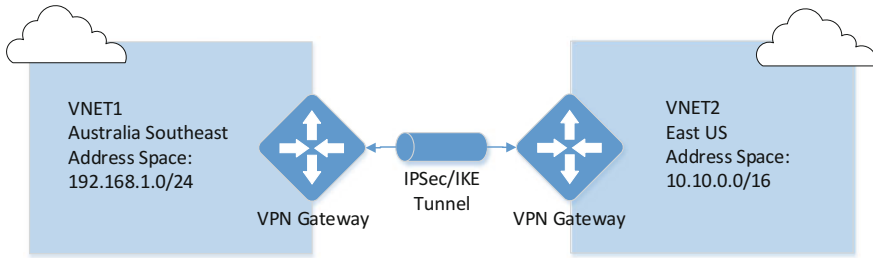 VNET1
Australia Southeast
Address Space:
192.168.1.0/24
VPN Gateway
IPSec/IKE
Tunnel
VPN Gateway
VNET2
East US
Address Space:
10.10.0.0/16